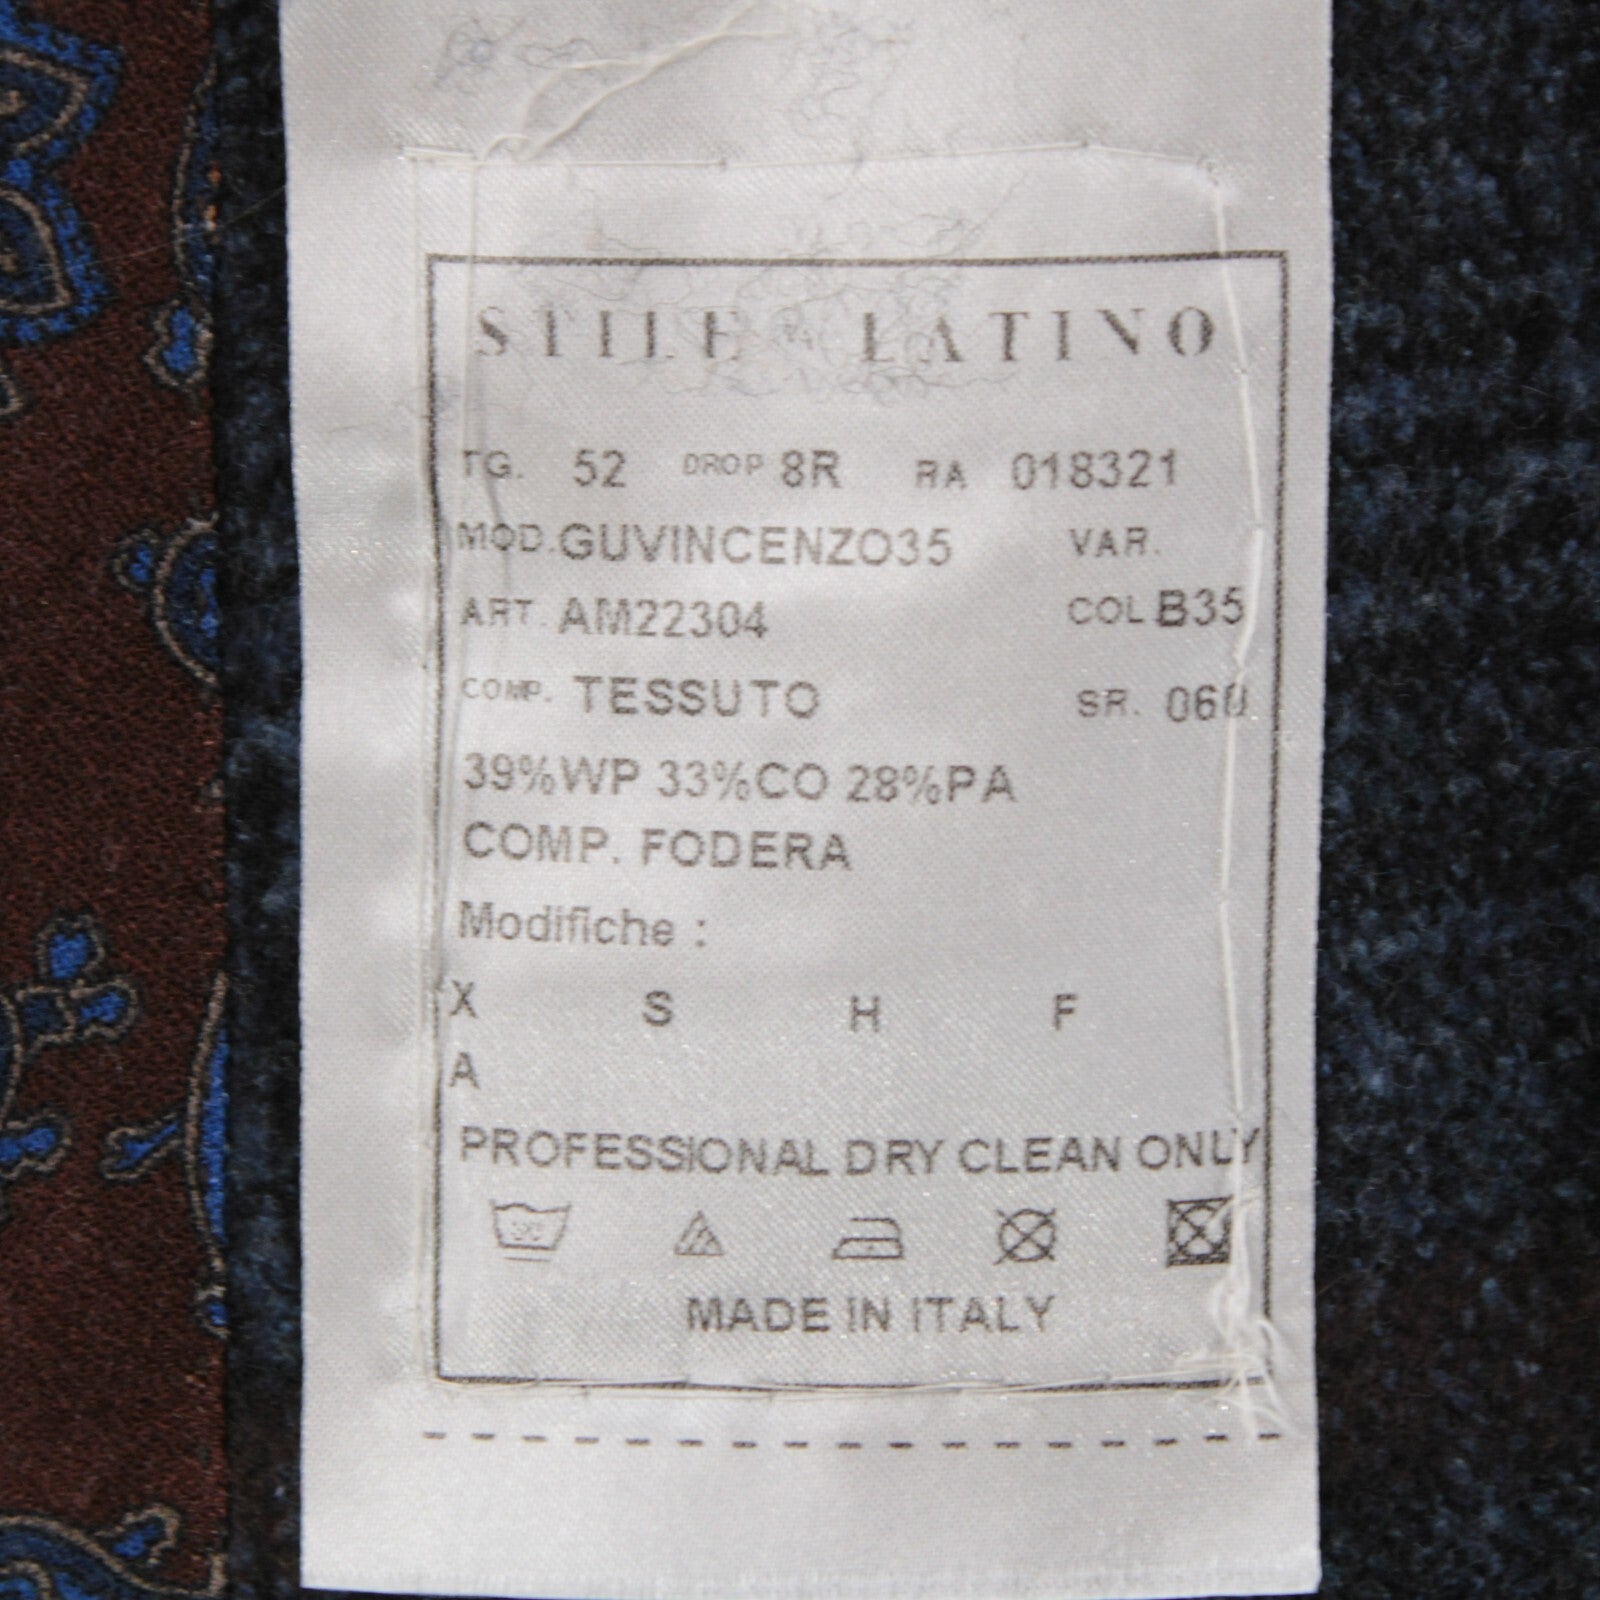 STILE LATINO
TG. 52 DROP 8R RA 018321
MOD. GUVINCENZO35 VAR.
ART. AM22304 COL B35
COMP. TESSUTO SR. 060
39%WP 33%CO 28%PA
COMP. FODERA
Modifiche :
X S H F
A
PROFESSIONAL DRY CLEAN ONLY
MADE IN ITALY